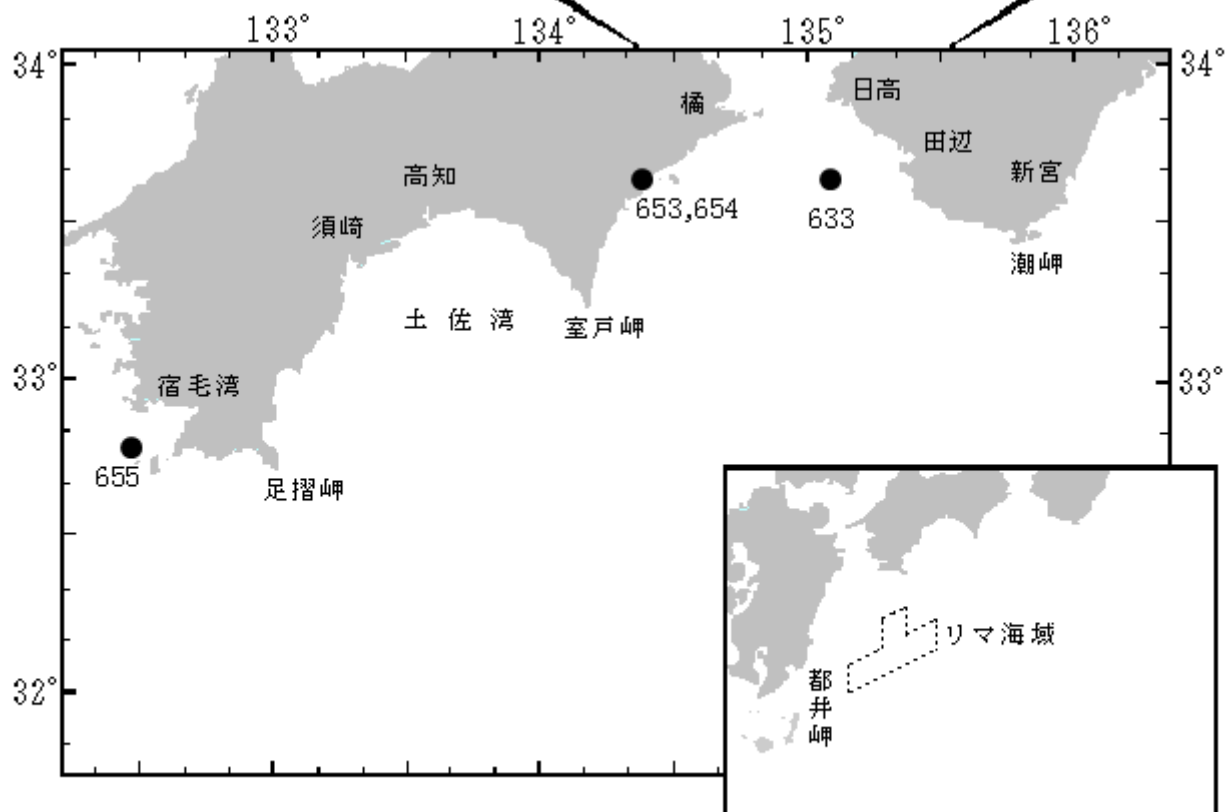 133°
134°
135°
136°
34°
34°
橘
日高
田辺
高知
新宮
653,654
633
須崎
潮岬
土佐湾
室戸岬
33°
33°
宿毛湾
655
足摺岬
リマ海域
都井岬
32°